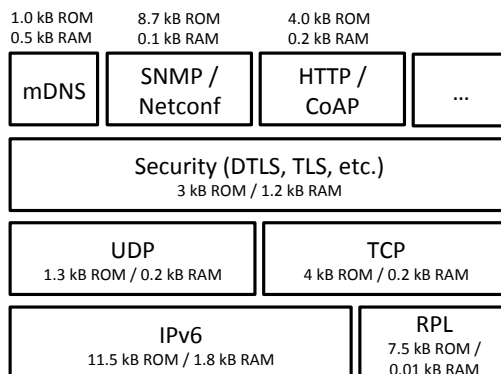 1.0 kB ROM
0.5 kB RAM
8.7 kB ROM
0.1 kB RAM
4.0 kB ROM
0.2 kB RAM
mDNS
SNMP /
Netconf
HTTP /
CoAP
...
Security (DTLS, TLS, etc.)
3 kB ROM / 1.2 kB RAM
UDP
1.3 kB ROM / 0.2 kB RAM
TCP
4 kB ROM / 0.2 kB RAM
IPv6
11.5 kB ROM / 1.8 kB RAM
RPL
7.5 kB ROM /
0.01 kB RAM